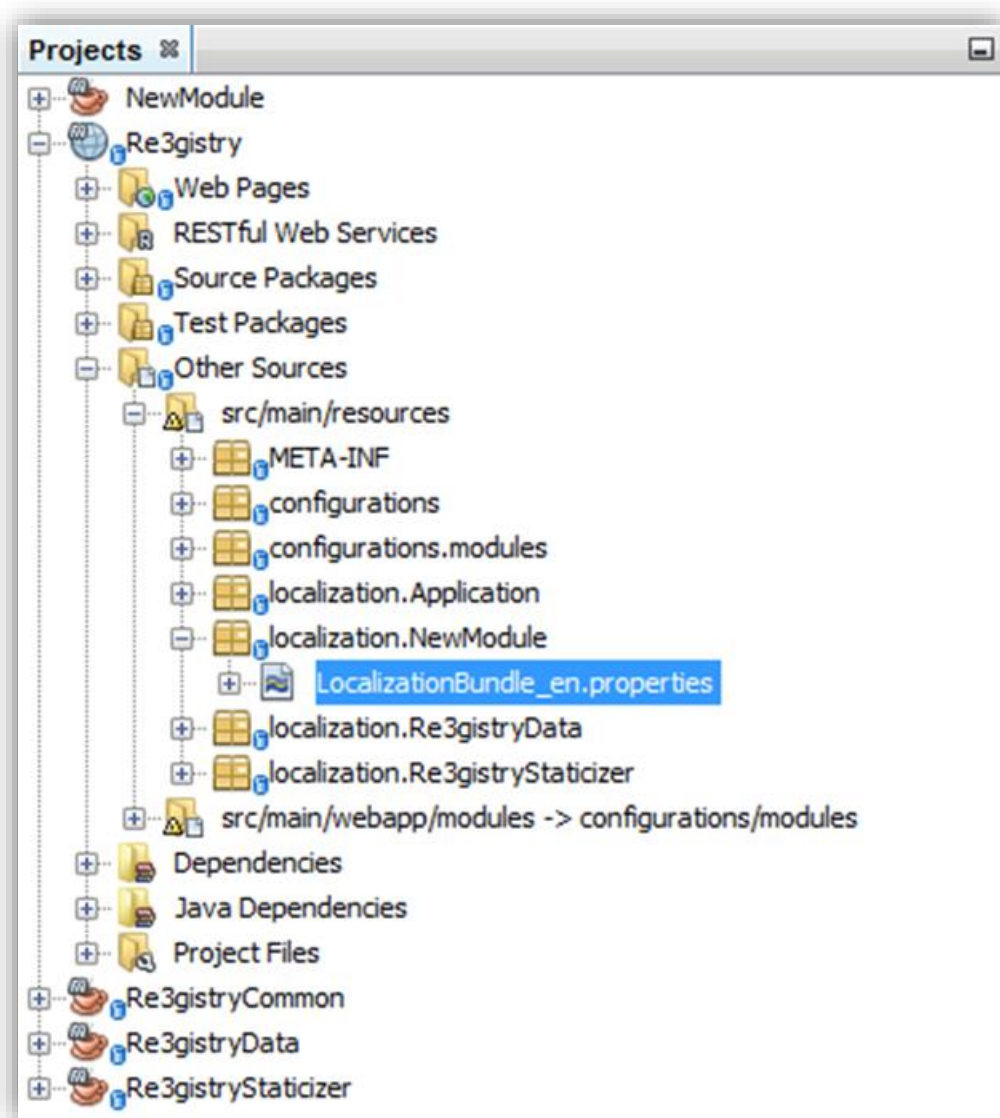 Projects
NewModule
Re3gistry
Web Pages
RESTful Web Services
Source Packages
Test Packages
Other Sources
src/main/resources
META-INF
configurations
configurations.modules
localization.Application
localization.NewModule
LocalizationBundle_en.properties
localization.Re3gistryData
localization.Re3gistryStaticizer
src/main/webapp/modules -> configurations/modules
Dependencies
Java Dependencies
Project Files
Re3gistryCommon
Re3gistryData
Re3gistryStaticizer